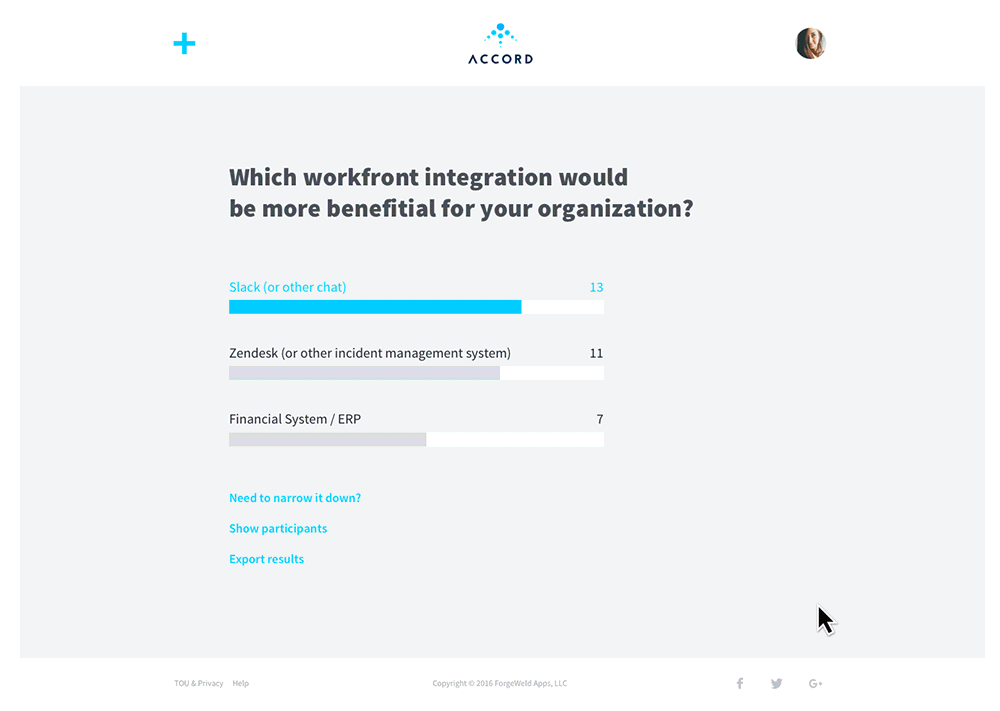 ACCORD
Which workfront integration would
be more benefitial for your organization?
Slack (or other chat) 13
Zendesk (or other incident management system) 11
Financial System / ERP 7
Need to narrow it down?
Show participants
Export results
TOU & Privacy Help Copyright © 2016 ForgeWeld Apps, LLC G+